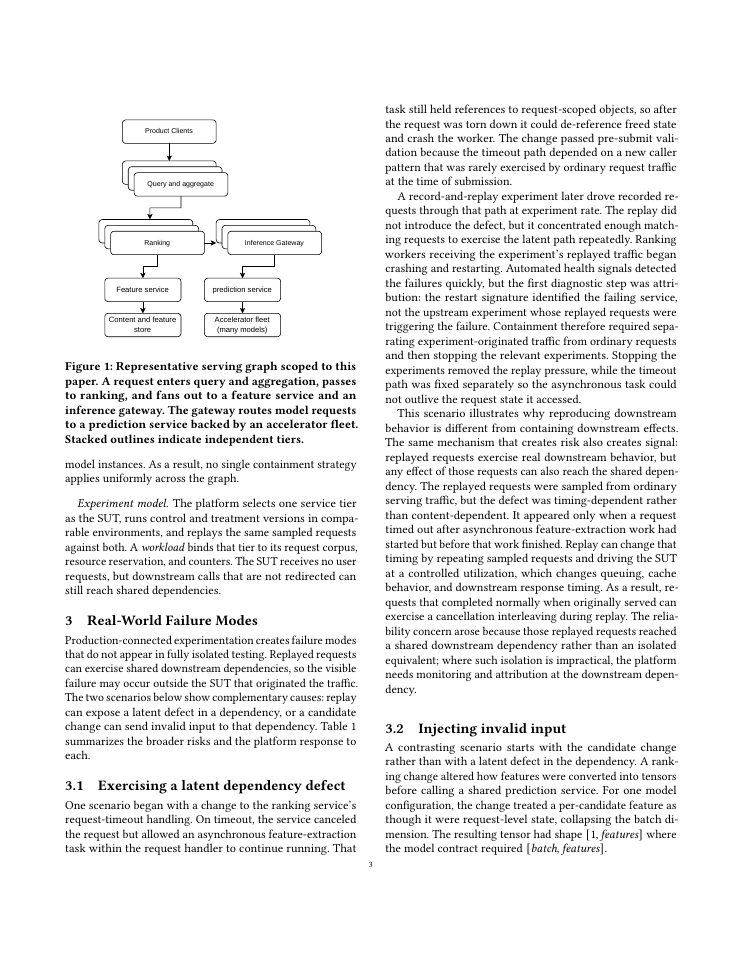 Product Clients
Query and aggregate
Ranking
Inference Gateway
Feature service
prediction service
Content and feature
store
Accelerator fleet
(many models)
Figure 1: Representative serving graph scoped to this
paper. A request enters query and aggregation, passes
to ranking, and fans out to a feature service and an
inference gateway. The gateway routes model requests
to a prediction service backed by an accelerator fleet.
Stacked outlines indicate independent tiers.
model instances. As a result, no single containment strategy
applies uniformly across the graph.
Experiment model. The platform selects one service tier
as the SUT, runs control and treatment versions in compa-
rable environments, and replays the same sampled requests
against both. A workload binds that tier to its request corpus,
resource reservation, and counters. The SUT receives no user
requests, but downstream calls that are not redirected can
still reach shared dependencies.
3 Real-World Failure Modes
Production-connected experimentation creates failure modes
that do not appear in fully isolated testing. Replayed requests
can exercise shared downstream dependencies, so the visible
failure may occur outside the SUT that originated the traffic.
The two scenarios below show complementary causes: replay
can expose a latent defect in a dependency, or a candidate
change can send invalid input to that dependency. Table 1
summarizes the broader risks and the platform response to
each.
3.1 Exercising a latent dependency defect
One scenario began with a change to the ranking service's
request-timeout handling. On timeout, the service canceled
the request but allowed an asynchronous feature-extraction
task within the request handler to continue running. That
task still held references to request-scoped objects, so after
the request was torn down it could de-reference freed state
and crash the worker. The change passed pre-submit vali-
dation because the timeout path depended on a new caller
pattern that was rarely exercised by ordinary request traffic
at the time of submission.
A record-and-replay experiment later drove recorded re-
quests through that path at experiment rate. The replay did
not introduce the defect, but it concentrated enough match-
ing requests to exercise the latent path repeatedly. Ranking
workers receiving the experiment's replayed traffic began
crashing and restarting. Automated health signals detected
the failures quickly, but the first diagnostic step was attri-
bution: the restart signature identified the failing service,
not the upstream experiment whose replayed requests were
triggering the failure. Containment therefore required sepa-
rating experiment-originated traffic from ordinary requests
and then stopping the relevant experiments. Stopping the
experiments removed the replay pressure, while the timeout
path was fixed separately so the asynchronous task could
not outlive the request state it accessed.
This scenario illustrates why reproducing downstream
behavior is different from containing downstream effects.
The same mechanism that creates risk also creates signal:
replayed requests exercise real downstream behavior, but
any effect of those requests can also reach the shared depen-
dency. The replayed requests were sampled from ordinary
serving traffic, but the defect was timing-dependent rather
than content-dependent. It appeared only when a request
timed out after asynchronous feature-extraction work had
started but before that work finished. Replay can change that
timing by repeating sampled requests and driving the SUT
at a controlled utilization, which changes queuing, cache
behavior, and downstream response timing. As a result, re-
quests that completed normally when originally served can
exercise a cancellation interleaving during replay. The relia-
bility concern arose because those replayed requests reached
a shared downstream dependency rather than an isolated
equivalent; where such isolation is impractical, the platform
needs monitoring and attribution at the downstream depen-
dency.
3.2 Injecting invalid input
A contrasting scenario starts with the candidate change
rather than with a latent defect in the dependency. A rank-
ing change altered how features were converted into tensors
before calling a shared prediction service. For one model
configuration, the change treated a per-candidate feature as
though it were request-level state, collapsing the batch di-
mension. The resulting tensor had shape [1, features] where
the model contract required [batch, features].
3